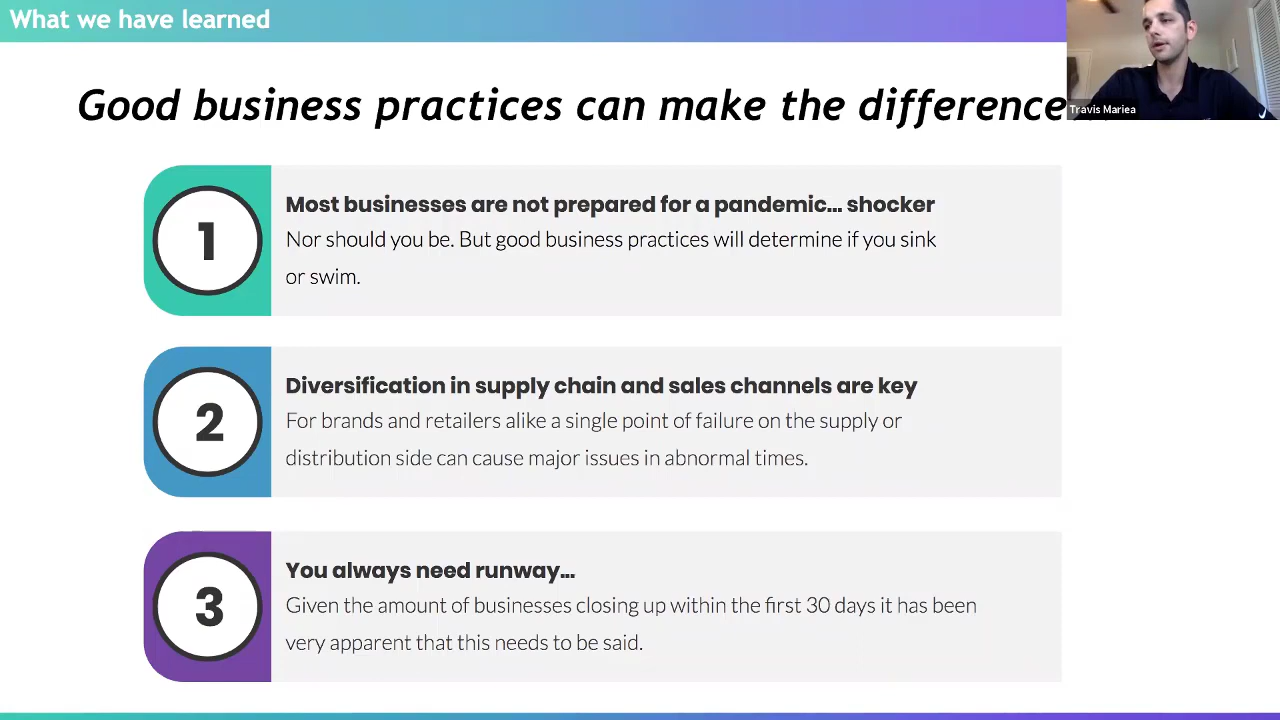 What we have learned
Good business practices can make the difference
Travis Mariea
1
Most businesses are not prepared for a pandemic... shocker
Nor should you be. But good business practices will determine if you sink
or swim.
2
Diversification in supply chain and sales channels are key
For brands and retailers alike a single point of failure on the supply or
distribution side can cause major issues in abnormal times.
3
You always need runway...
Given the amount of businesses closing up within the first 30 days it has been
very apparent that this needs to be said.